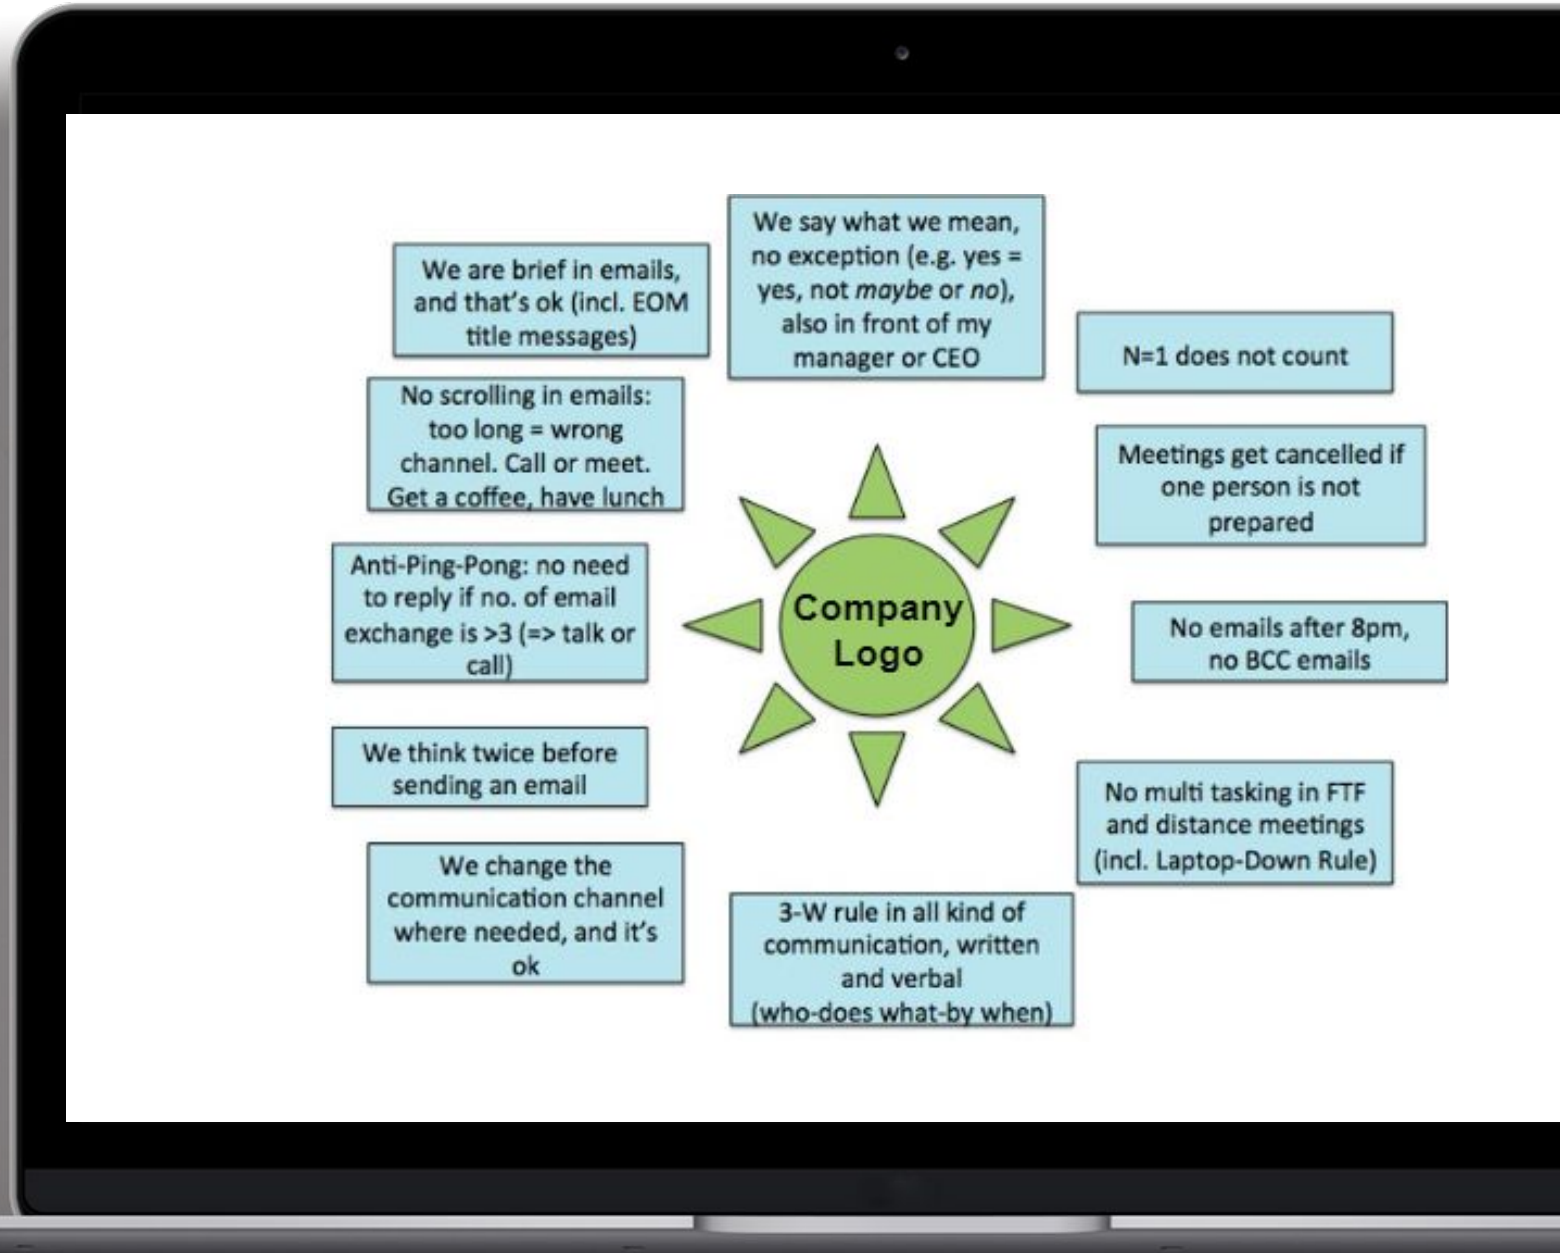 We say what we mean,
no exception (e.g. yes =
yes, not maybe or no),
also in front of my
manager or CEO
We are brief in emails,
and that's ok (incl. EOM
title messages)
N=1 does not count
No scrolling in emails:
too long = wrong
channel. Call or meet.
Get a coffee, have lunch
Meetings get cancelled if
one person is not
prepared
Anti-Ping-Pong: no need
to reply if no. of email
exchange is >3 (=> talk or
call)
Company
Logo
No emails after 8pm,
no BCC emails
We think twice before
sending an email
No multi tasking in FTF
and distance meetings
(incl. Laptop-Down Rule)
We change the
communication channel
where needed, and it's
ok
3-W rule in all kind of
communication, written
and verbal
(who-does what-by when)